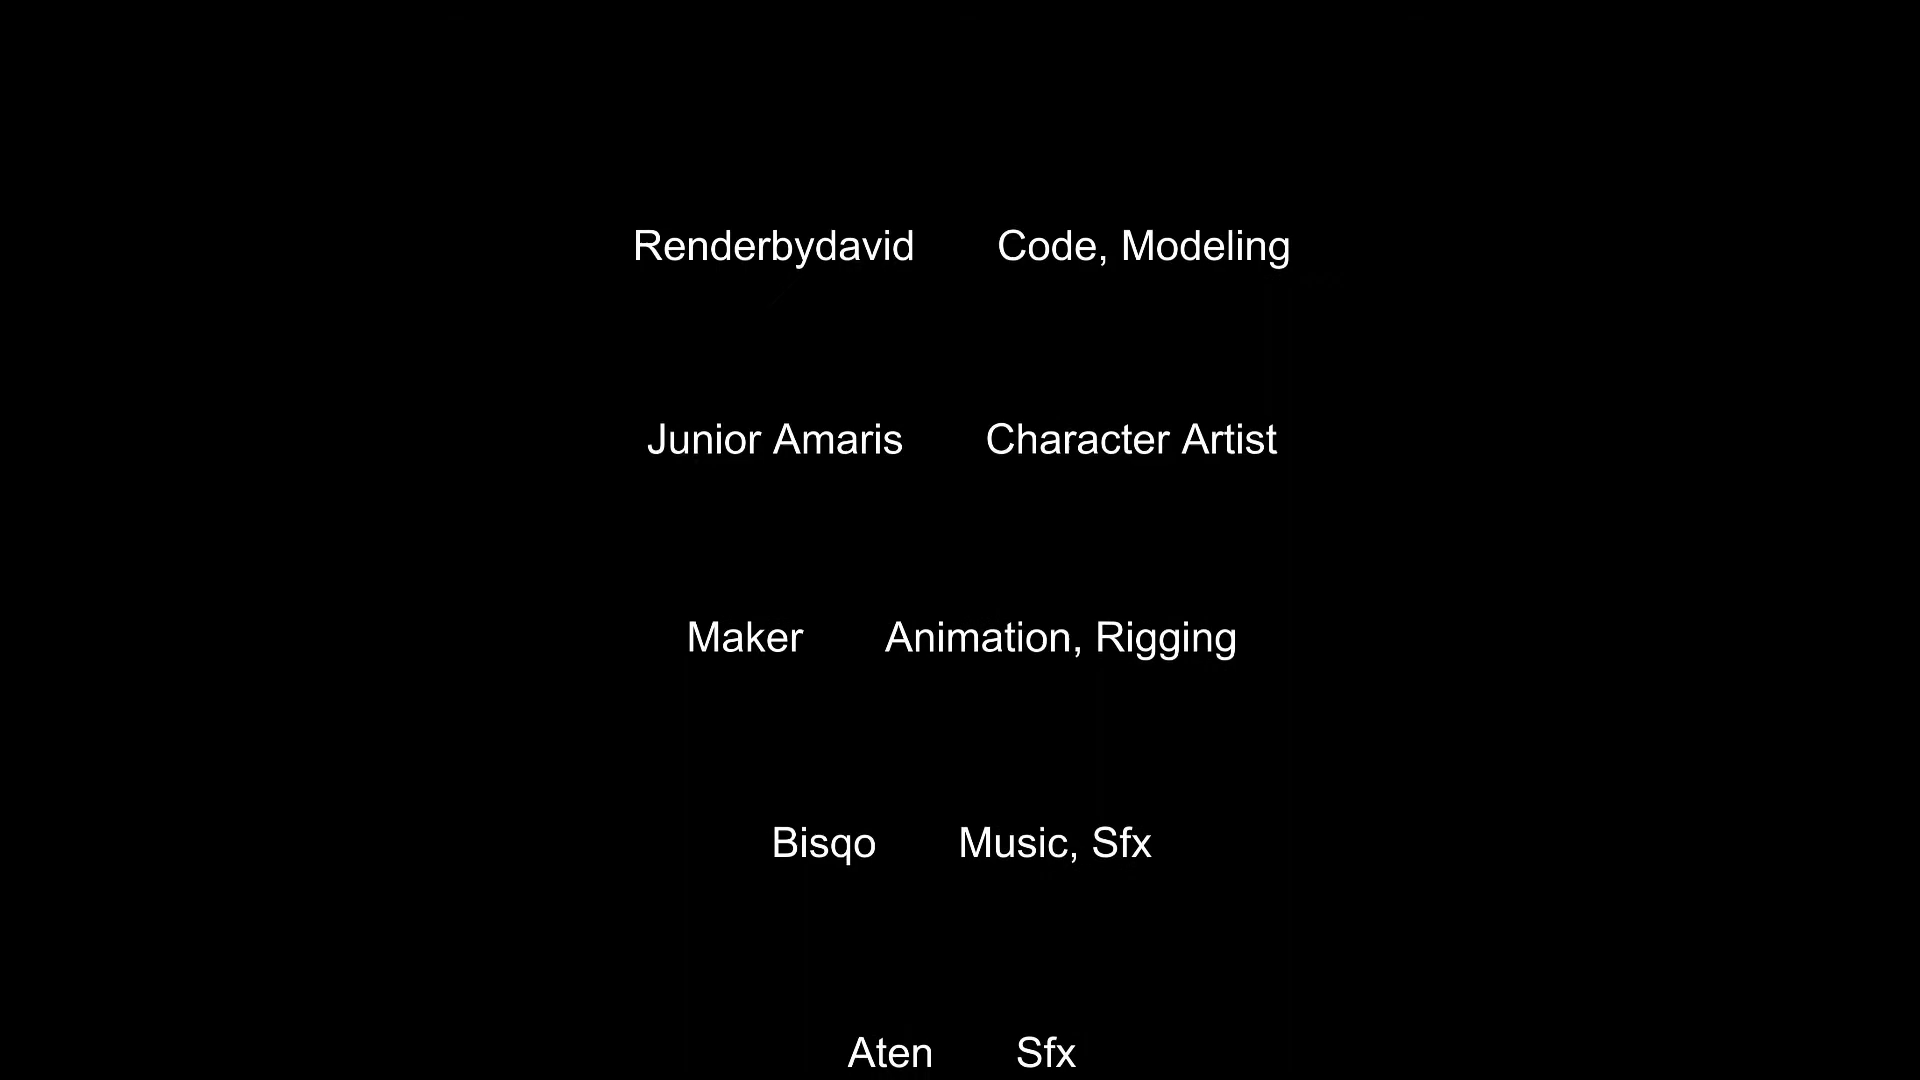 Renderbydavid Code, Modeling
Junior Amaris Character Artist
Maker Animation, Rigging
Bisqo Music, Sfx
Aten Sfx